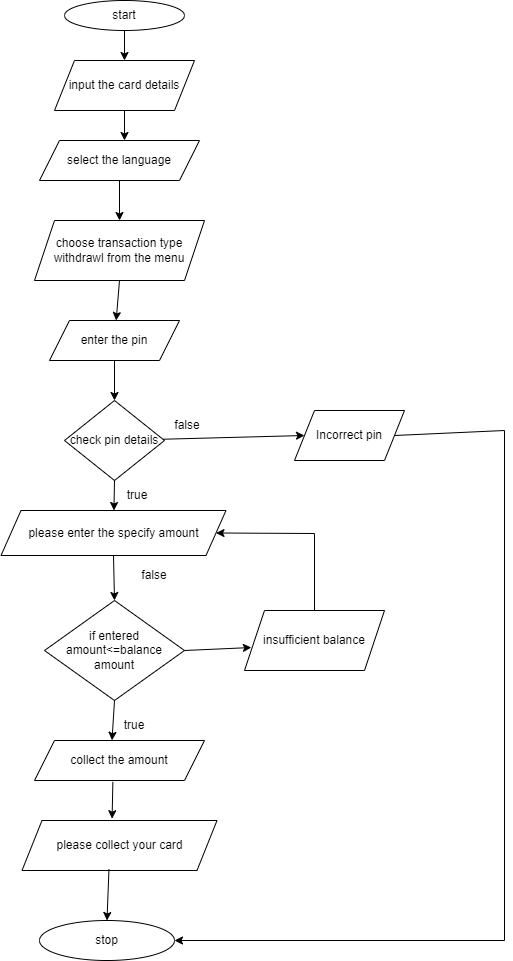 start
input the card details
select the language
choose transaction type
withdrawl from the menu
enter the pin
check pin details
false
Incorrect pin
true
please enter the specify amount
false
if entered
amount<=balance
amount
insufficient balance
true
collect the amount
please collect your card
stop